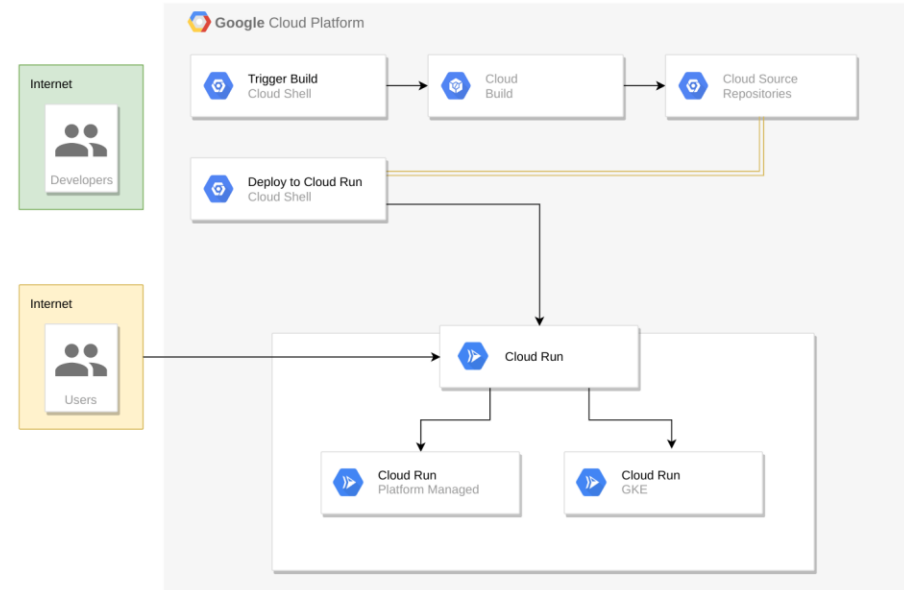 Google Cloud Platform
Internet
Developers
Trigger Build
Cloud Shell
Cloud
Build
Cloud Source
Repositories
Deploy to Cloud Run
Cloud Shell
Internet
Users
Cloud Run
Cloud Run
Platform Managed
Cloud Run
GKE